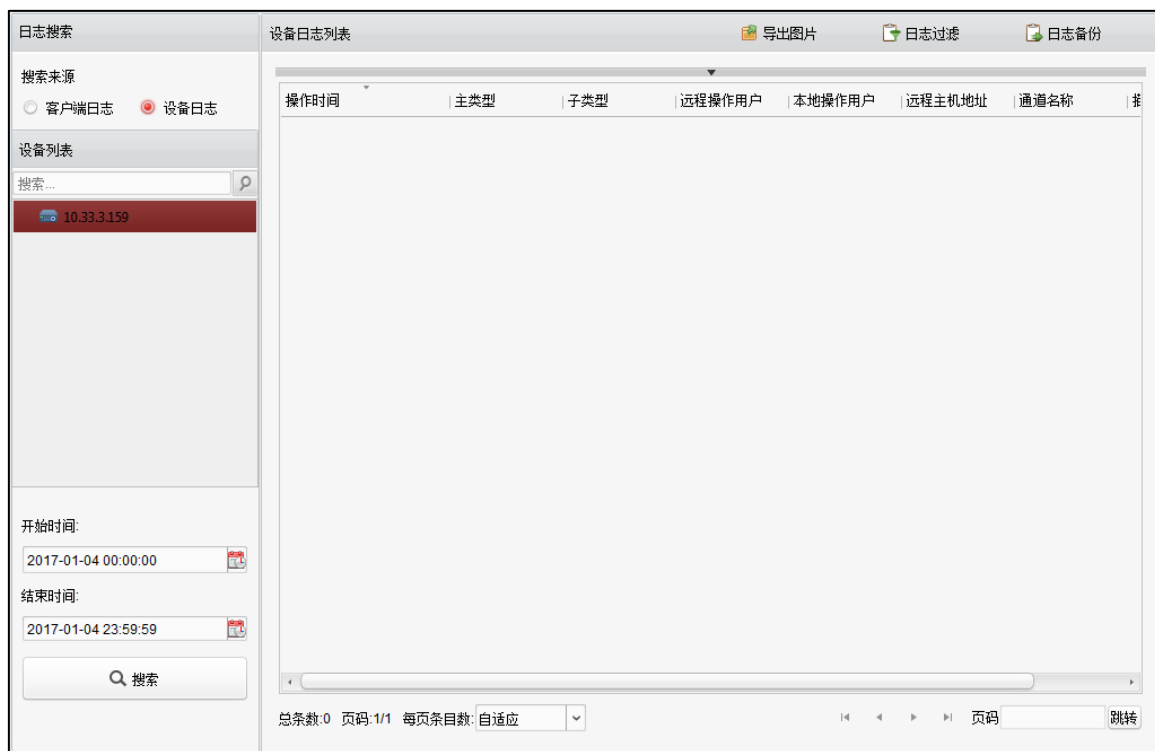 日志搜索
搜索来源
客户端日志 设备日志
设备列表
搜索...
10.33.3.159
开始时间:
2017-01-04 00:00:00
结束时间:
2017-01-04 23:59:59
搜索
设备日志列表 导出图片 日志过滤 日志备份
操作时间 主类型 子类型 远程操作用户 本地操作用户 远程主机地址 通道名称
总条数:0 页码:1/1 每页条目数: 自适应 页码 跳转